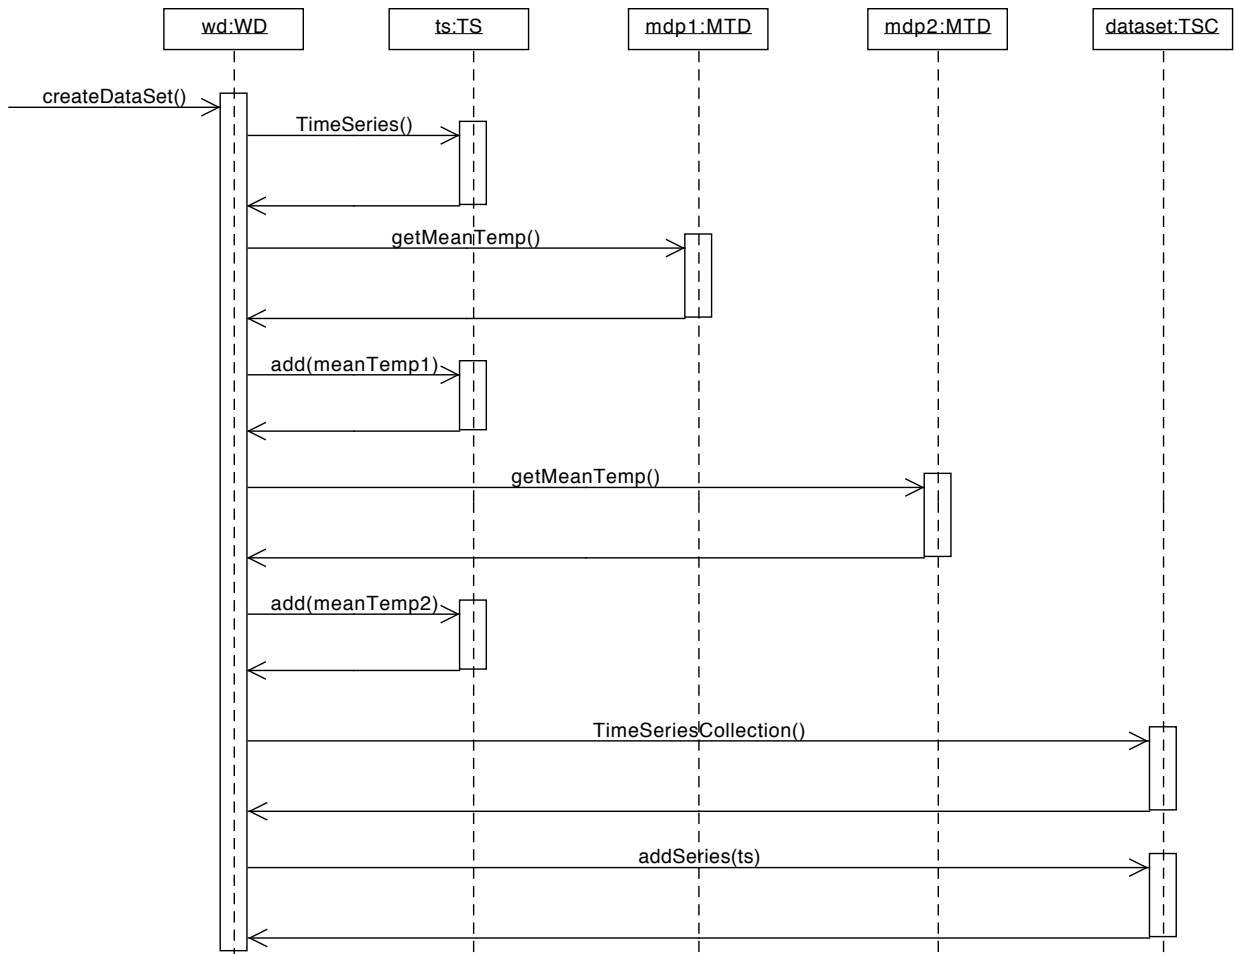 wd:WD
ts:TS
mdp1:MTD
mdp2:MTD
dataset:TSC
createDataSet()
TimeSeries()
getMeanTemp()
add(meanTemp1)
getMeanTemp()
add(meanTemp2)
TimeSeriesCollection()
addSeries(ts)